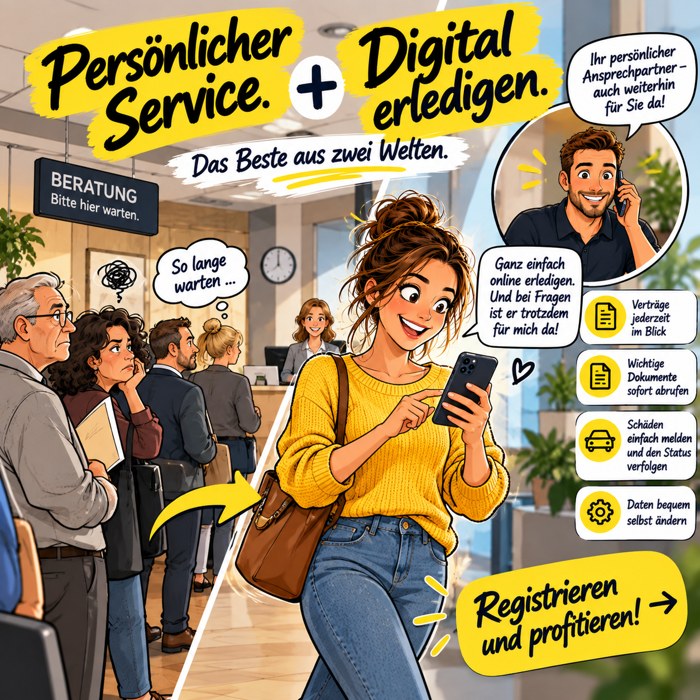 Persönlicher
Service.
+
Digital
erledigen.
Das Beste aus zwei Welten.
Ihr persönlicher
Ansprechpartner –
auch weiterhin
für Sie da!
BERATUNG
Bitte hier warten.
So lange
warten ...
Ganz einfach
online erledigen.
Und bei Fragen
ist er trotzdem
für mich da!
Verträge
jederzeit
im Blick
Wichtige
Dokumente
sofort abrufen
Schäden
einfach melden
und den Status
verfolgen
Daten bequem
selbst ändern
Registrieren
und profitieren!